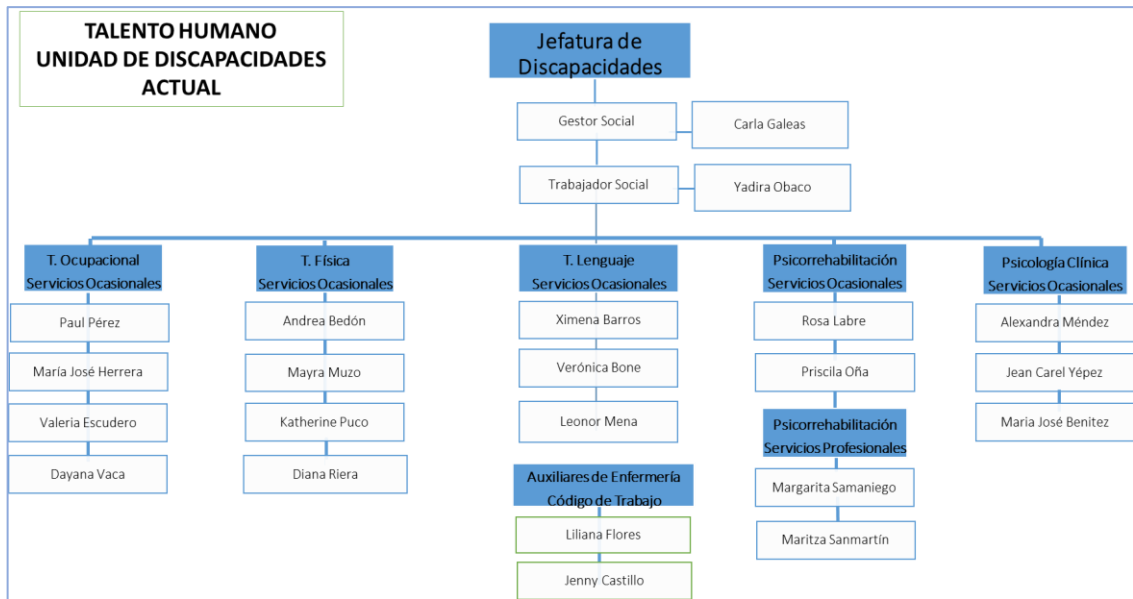 TALENTO HUMANO
UNIDAD DE DISCAPACIDADES
ACTUAL
Jefatura de
Discapacidades
Gestor Social
Carla Galeas
Trabajador Social
Yadira Obaco
T. Ocupacional
Servicios Ocasionales
Paul Pérez
María José Herrera
Valeria Escudero
Dayana Vaca
T. Física
Servicios Ocasionales
Andrea Bedón
Mayra Muzo
Katherine Puco
Diana Riera
T. Lenguaje
Servicios Ocasionales
Ximena Barros
Verónica Bone
Leonor Mena
Auxiliares de Enfermería
Código de Trabajo
Liliana Flores
Jenny Castillo
Psicorrehabilitación
Servicios Ocasionales
Rosa Labre
Priscila Oña
Psicorrehabilitación
Servicios Profesionales
Margarita Samaniego
Maritza Sanmartín
Psicología Clínica
Servicios Ocasionales
Alexandra Méndez
Jean Carel Yépez
Maria José Benitez